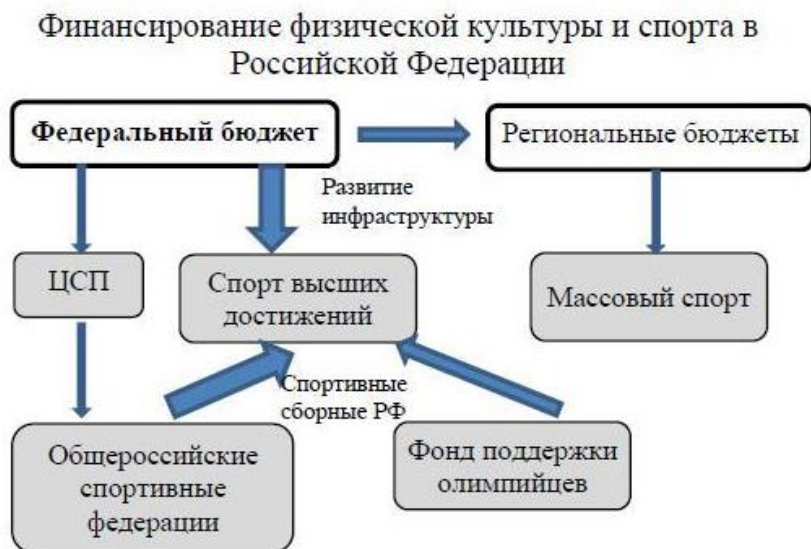 Финансирование физической культуры и спорта в
Российской Федерации
Федеральный бюджет
Региональные бюджеты
Развитие
инфраструктуры
ЦСП
Спорт высших
достижений
Массовый спорт
Спортивные
сборные РФ
Общероссийские
спортивные
федерации
Фонд поддержки
олимпийцев